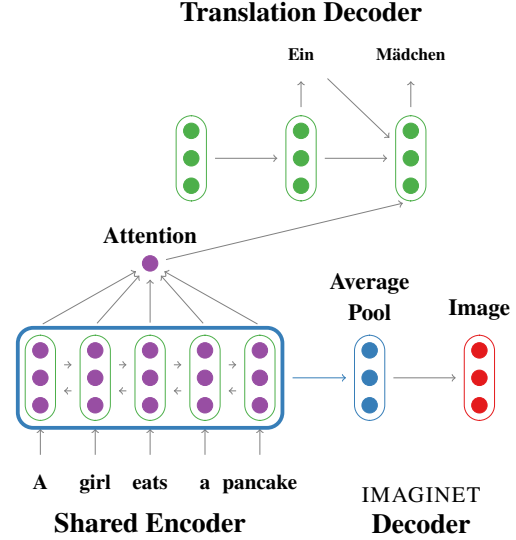 Translation Decoder
Ein Mädchen
Attention
Average
Pool
Image
A girl eats a pancake
Shared Encoder
IMAGINET
Decoder